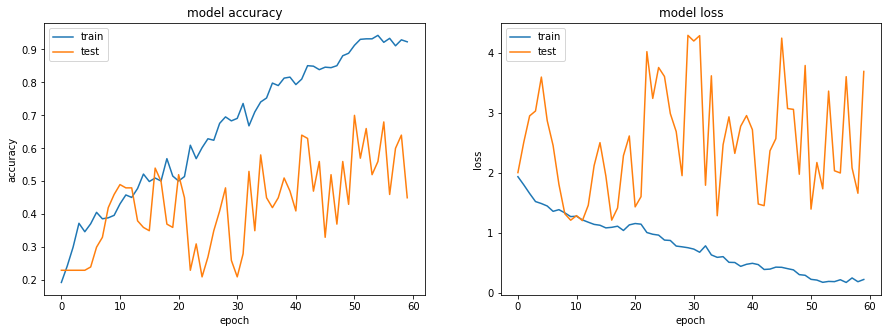 model accuracy
train
test
0.9
0.8
0.7
0.6
0.5
0.4
0.3
0.2
accuracy
0 10 20 30 40 50 60
epoch
model loss
train
test
4
3
2
1
0
loss
0 10 20 30 40 50 60
epoch